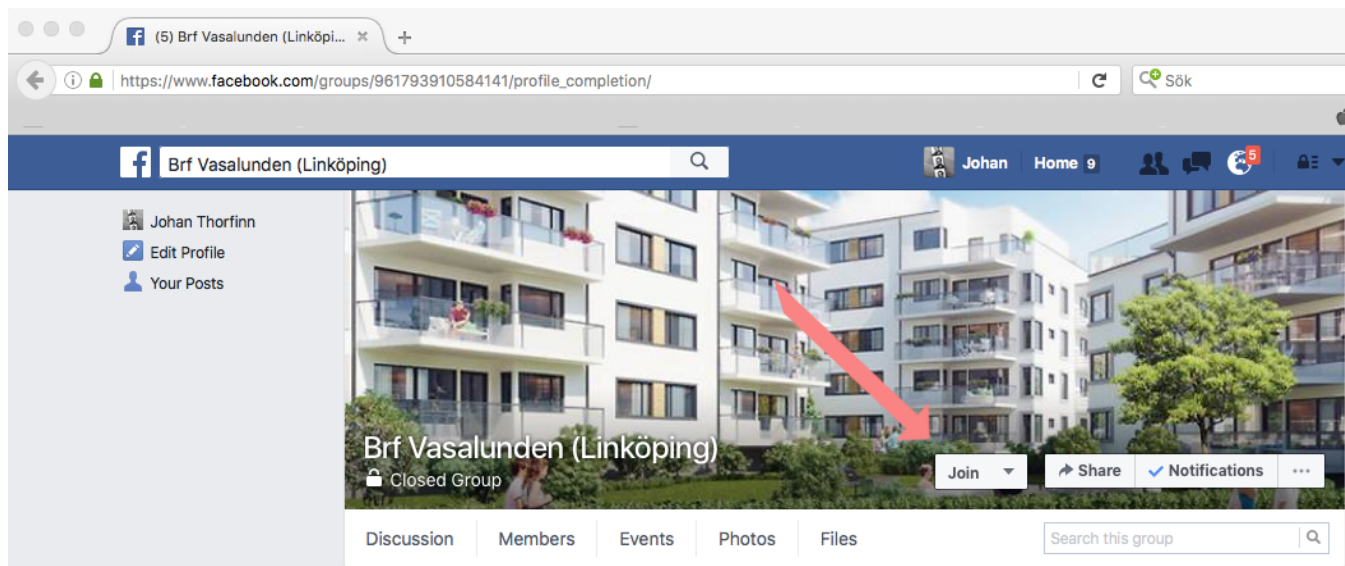 (5) Brf Vasalunden (Linköpi...
https://www.facebook.com/groups/961793910584141/profile_completion/
Sök
Brf Vasalunden (Linköping)
Johan
Home 9
5
Johan Thorfinn
Edit Profile
Your Posts
Brf Vasalunden (Linköping)
Closed Group
Join
Share
Notifications
Discussion
Members
Events
Photos
Files
Search this group